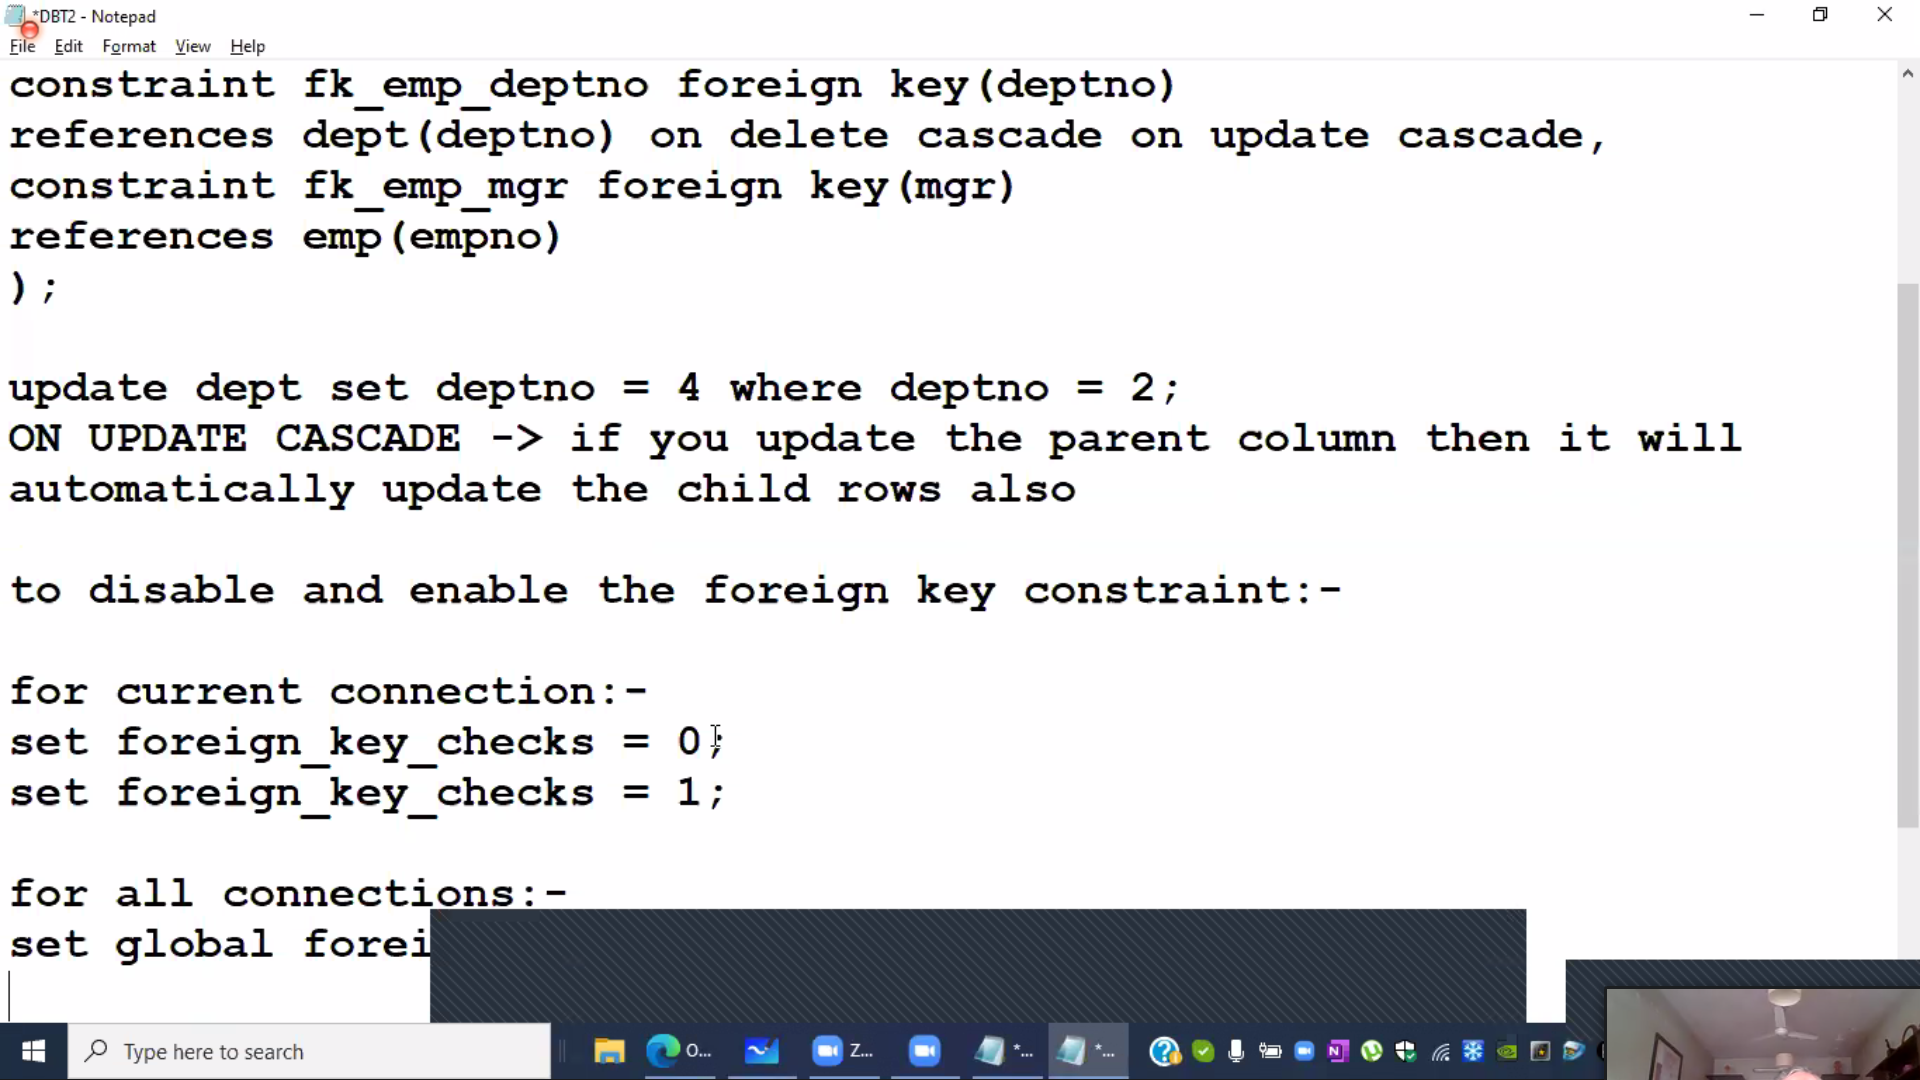 *DBT2 - Notepad
File Edit Format View Help
constraint fk_emp_deptno foreign key(deptno)
references dept(deptno) on delete cascade on update cascade,
constraint fk_emp_mgr foreign key(mgr)
references emp(empno)
);
update dept set deptno = 4 where deptno = 2;
ON UPDATE CASCADE -> if you update the parent column then it will
automatically update the child rows also
to disable and enable the foreign key constraint:-
for current connection:-
set foreign_key_checks = 0;
set foreign_key_checks = 1;
for all connections:-
set global forei
Type here to search O... Z... *... *...